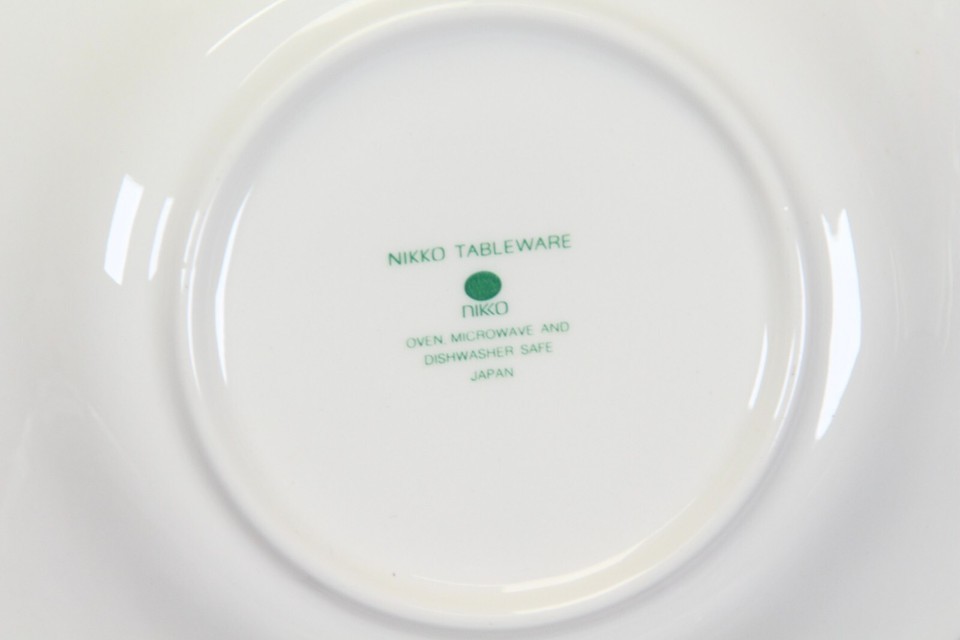 NIKKO TABLEWARE
NIKKO
OVEN, MICROWAVE AND
DISHWASHER SAFE
JAPAN